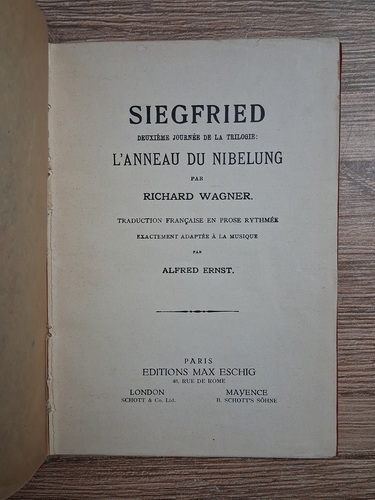 SIEGFRIED
DEUXIÈME JOURNÉE DE LA TRILOGIE:
L'ANNEAU DU NIBELUNG
PAR
RICHARD WAGNER.
TRADUCTION FRANÇAISE EN PROSE RYTHMÉE
EXACTEMENT ADAPTÉE À LA MUSIQUE
PAR
ALFRED ERNST.
PARIS
EDITIONS MAX ESCHIG
48, RUE DE ROME
LONDON MAYENCE
SCHOTT & Co. Ltd. B. SCHOTT'S SÖHNE